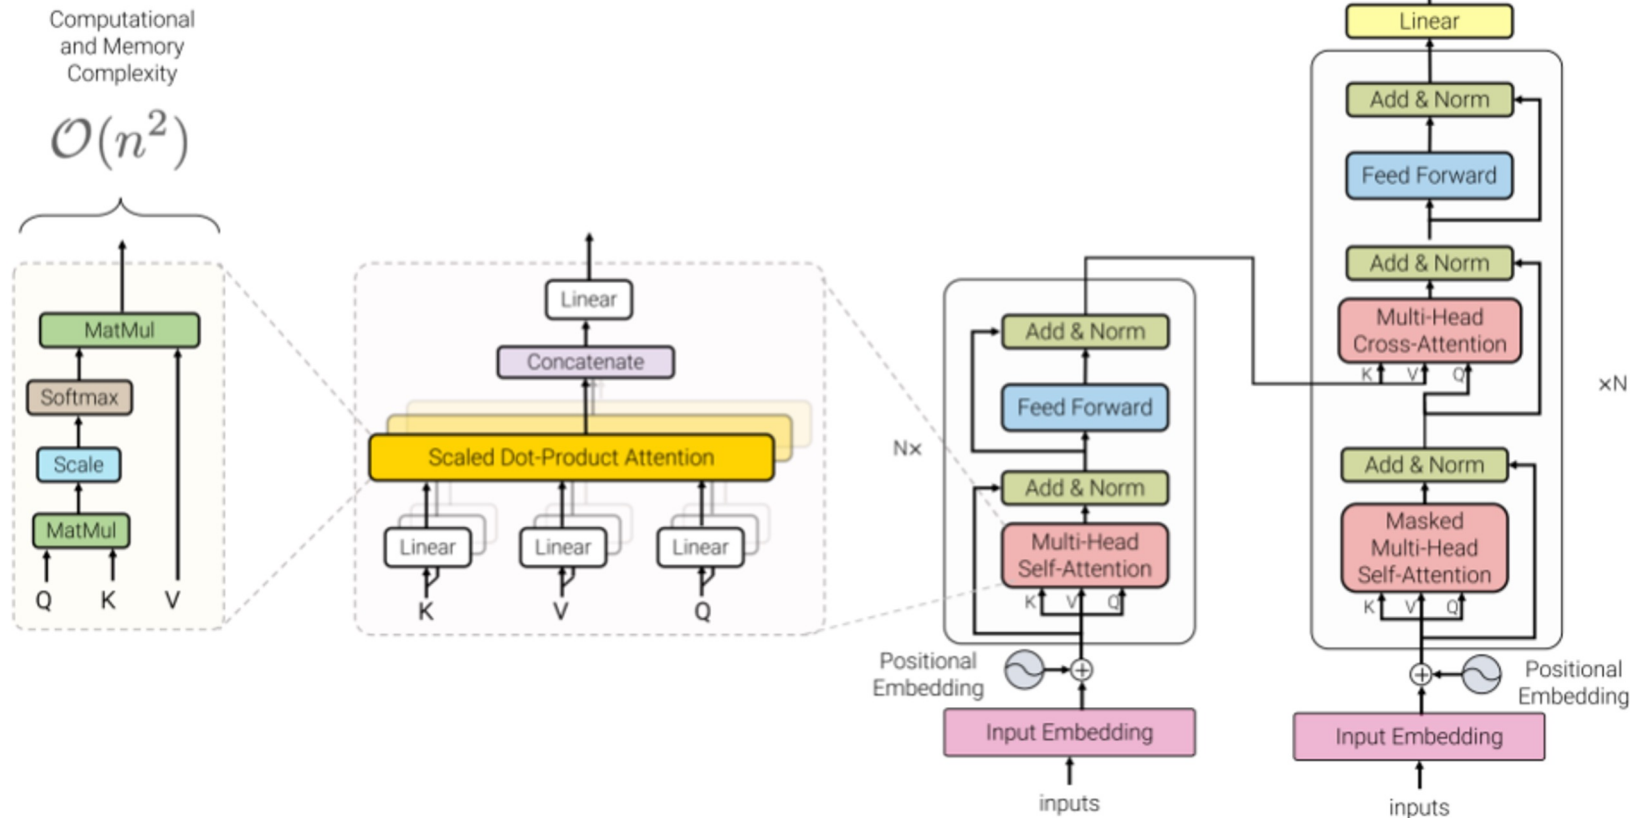 Computational
and Memory
Complexity
O(n²)
MatMul
Softmax
Scale
MatMul
Q K V
Linear
Concatenate
Scaled Dot-Product Attention
Linear Linear Linear
K V Q
N×
Add & Norm
Feed Forward
Add & Norm
Multi-Head
Self-Attention
K V Q
Positional
Embedding
Input Embedding
inputs
Linear
Add & Norm
Feed Forward
Add & Norm
Multi-Head
Cross-Attention
K V Q
×N
Add & Norm
Masked
Multi-Head
Self-Attention
K V Q
Positional
Embedding
Input Embedding
inputs